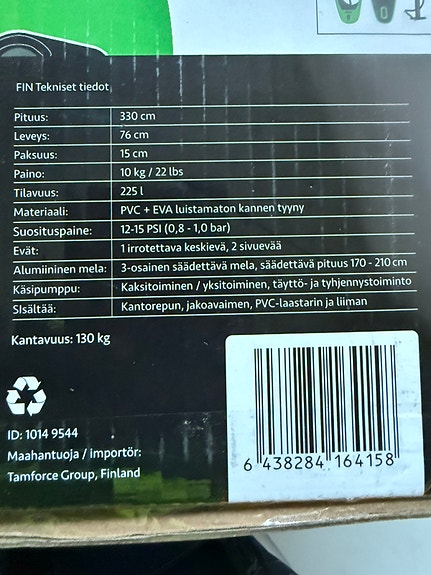 FIN Tekniset tiedot
Pituus: 330 cm
Leveys: 76 cm
Paksuus: 15 cm
Paino: 10 kg / 22 lbs
Tilavuus: 225 l
Materiaali: PVC + EVA luistamaton kannen tyyny
Suosituspaine: 12-15 PSI (0,8 - 1,0 bar)
Evät: 1 irrotettava keskievä, 2 sivuevää
Alumiininen mela: 3-osainen säädettävä mela, säädettävä pituus 170 - 210 cm
Käsipumppu: Kaksitoiminen / yksitoiminen, täyttö- ja tyhjennystoiminto
SIsältää: Kantorepun, jakoavaimen, PVC-laastarin ja liiman
Kantavuus: 130 kg
ID: 1014 9544
Maahantuoja / importör:
Tamforce Group, Finland
6 438284 164158